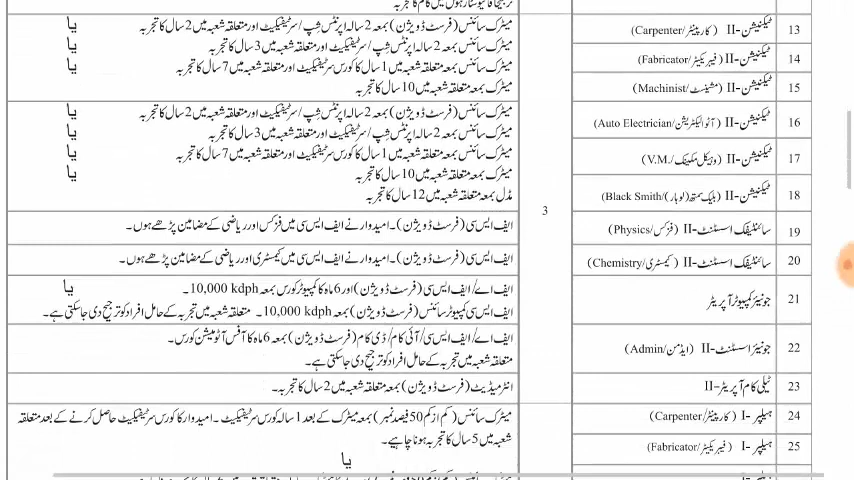 13 ٹیکنیشن-II (کارپینٹر/Carpenter)
14 ٹیکنیشن-II (فیبریکیٹر/Fabricator)
15 ٹیکنیشن-II (مشینسٹ/Machinist)
میٹرک سائنس (فرسٹ ڈویژن) بمعہ 2 سالہ اپرنٹس شپ/سرٹیفیکیٹ اور متعلقہ شعبہ میں 2 سال کا تجربہ یا
میٹرک سائنس بمعہ 2 سالہ اپرنٹس شپ/سرٹیفیکیٹ اور متعلقہ شعبہ میں 3 سال کا تجربہ یا
میٹرک سائنس بمعہ 1 سال کا کورس سرٹیفیکیٹ اور متعلقہ شعبہ میں 7 سال کا تجربہ یا
میٹرک بمعہ متعلقہ شعبہ میں 10 سال کا تجربہ
16 ٹیکنیشن-II (آٹو الیکٹریشن/Auto Electrician)
17 ٹیکنیشن-II (وہیکل مکینک/V.M.)
18 ٹیکنیشن-II (بلیک سمتھ(لوہار)/Black Smith)
3
میٹرک سائنس (فرسٹ ڈویژن) بمعہ 2 سالہ اپرنٹس شپ/سرٹیفیکیٹ اور متعلقہ شعبہ میں 2 سال کا تجربہ یا
میٹرک سائنس بمعہ 2 سالہ اپرنٹس شپ/سرٹیفیکیٹ اور متعلقہ شعبہ میں 3 سال کا تجربہ یا
میٹرک سائنس بمعہ 1 سال کا کورس سرٹیفیکیٹ اور متعلقہ شعبہ میں 7 سال کا تجربہ یا
میٹرک بمعہ متعلقہ شعبہ میں 10 سال کا تجربہ یا
مڈل بمعہ متعلقہ شعبہ میں 12 سال کا تجربہ
19 سائنٹیفک اسسٹنٹ-II (فزکس/Physics) ایف ایس سی (فرسٹ ڈویژن)۔ امیدوار نے ایف ایس سی میں فزکس اور ریاضی کے مضامین پڑھے ہوں۔
20 سائنٹیفک اسسٹنٹ-II (کیمسٹری/Chemistry) ایف ایس سی (فرسٹ ڈویژن)۔ امیدوار نے ایف ایس سی میں کیمسٹری اور ریاضی کے مضامین پڑھے ہوں۔
21 جونیئر کمپیوٹر آپریٹر
ایف اے/ایف ایس سی (فرسٹ ڈویژن) اور 6 ماہ کا کمپیوٹر کورس بمعہ 10,000 kdph۔ یا
ایف ایس سی کمپیوٹر سائنس (فرسٹ ڈویژن) بمعہ 10,000 kdph۔ متعلقہ شعبہ میں تجربہ کے حامل افراد کو ترجیح دی جا سکتی ہے۔
22 جونیئر اسسٹنٹ-II (ایڈمن/Admin)
ایف اے/ایف ایس سی/آئی کام/ڈی کام (فرسٹ ڈویژن) بمعہ 6 ماہ کا آفس آٹومیشن کورس۔
متعلقہ شعبہ میں تجربہ کے حامل افراد کو ترجیح دی جا سکتی ہے۔
23 ٹیلی کام آپریٹر-II انٹرمیڈیٹ (فرسٹ ڈویژن) بمعہ متعلقہ شعبہ میں 2 سال کا تجربہ۔
24 ہیلپر-I (کارپینٹر/Carpenter)
25 ہیلپر-I (فیبریکیٹر/Fabricator)
میٹرک سائنس (کم از کم 50 فیصد نمبر) بمعہ میٹرک کے بعد 1 سالہ کورس سرٹیفیکیٹ۔ امیدوار کا کورس سرٹیفیکیٹ حاصل کرنے کے بعد متعلقہ
شعبہ میں 5 سال کا تجربہ ہونا چاہیے۔
یا